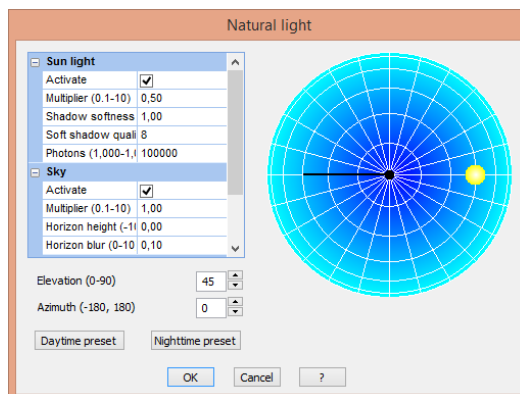 Natural light
Sun light
Activate
Multiplier (0.1-10) 0,50
Shadow softness 1,00
Soft shadow quali 8
Photons (1,000-1,( 100000
Sky
Activate
Multiplier (0.1-10) 1,00
Horizon height (-1( 0,00
Horizon blur (0-10 0,10
Elevation (0-90) 45
Azimuth (-180, 180) 0
Daytime preset Nighttime preset
OK Cancel ?